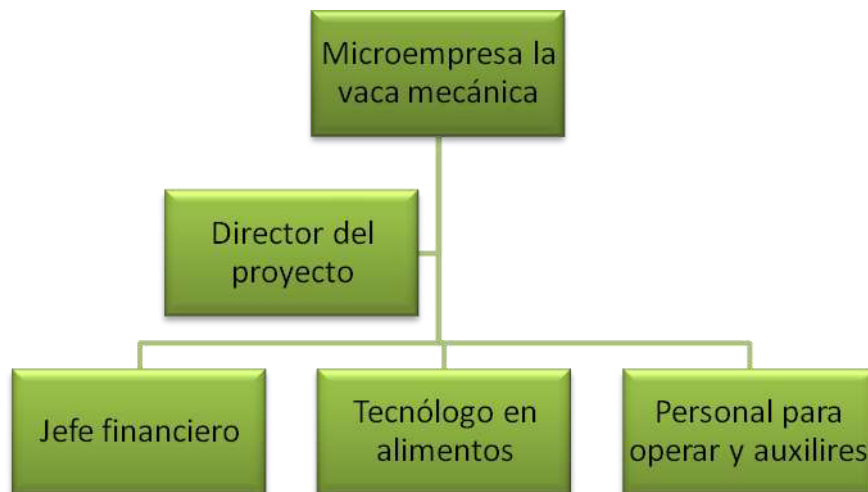 Microempresa la
vaca mecánica
Director del
proyecto
Jefe financiero
Tecnólogo en
alimentos
Personal para
operar y auxilires